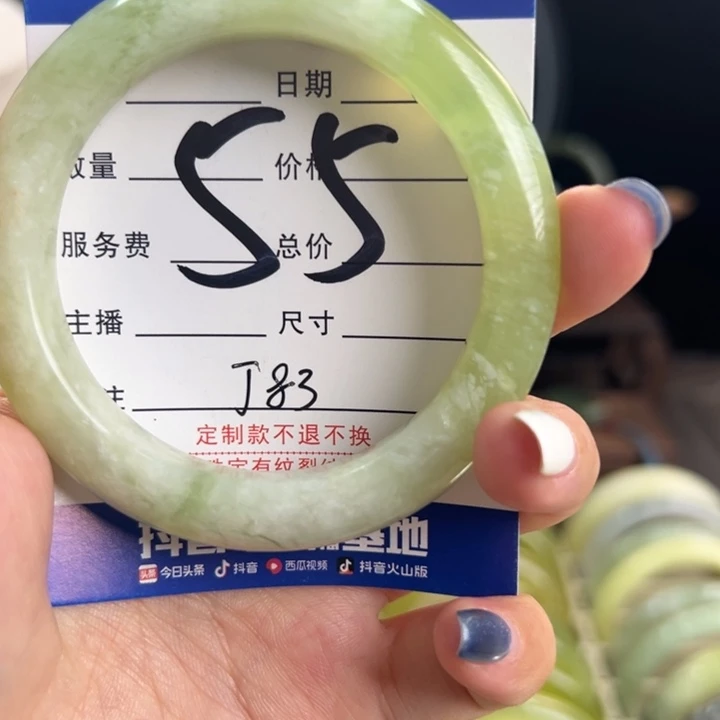 日期
数量 价格
55
服务费 总价
主播 尺寸
J83
定制款不退不换
今日头条 抖音 西瓜视频 抖音火山版